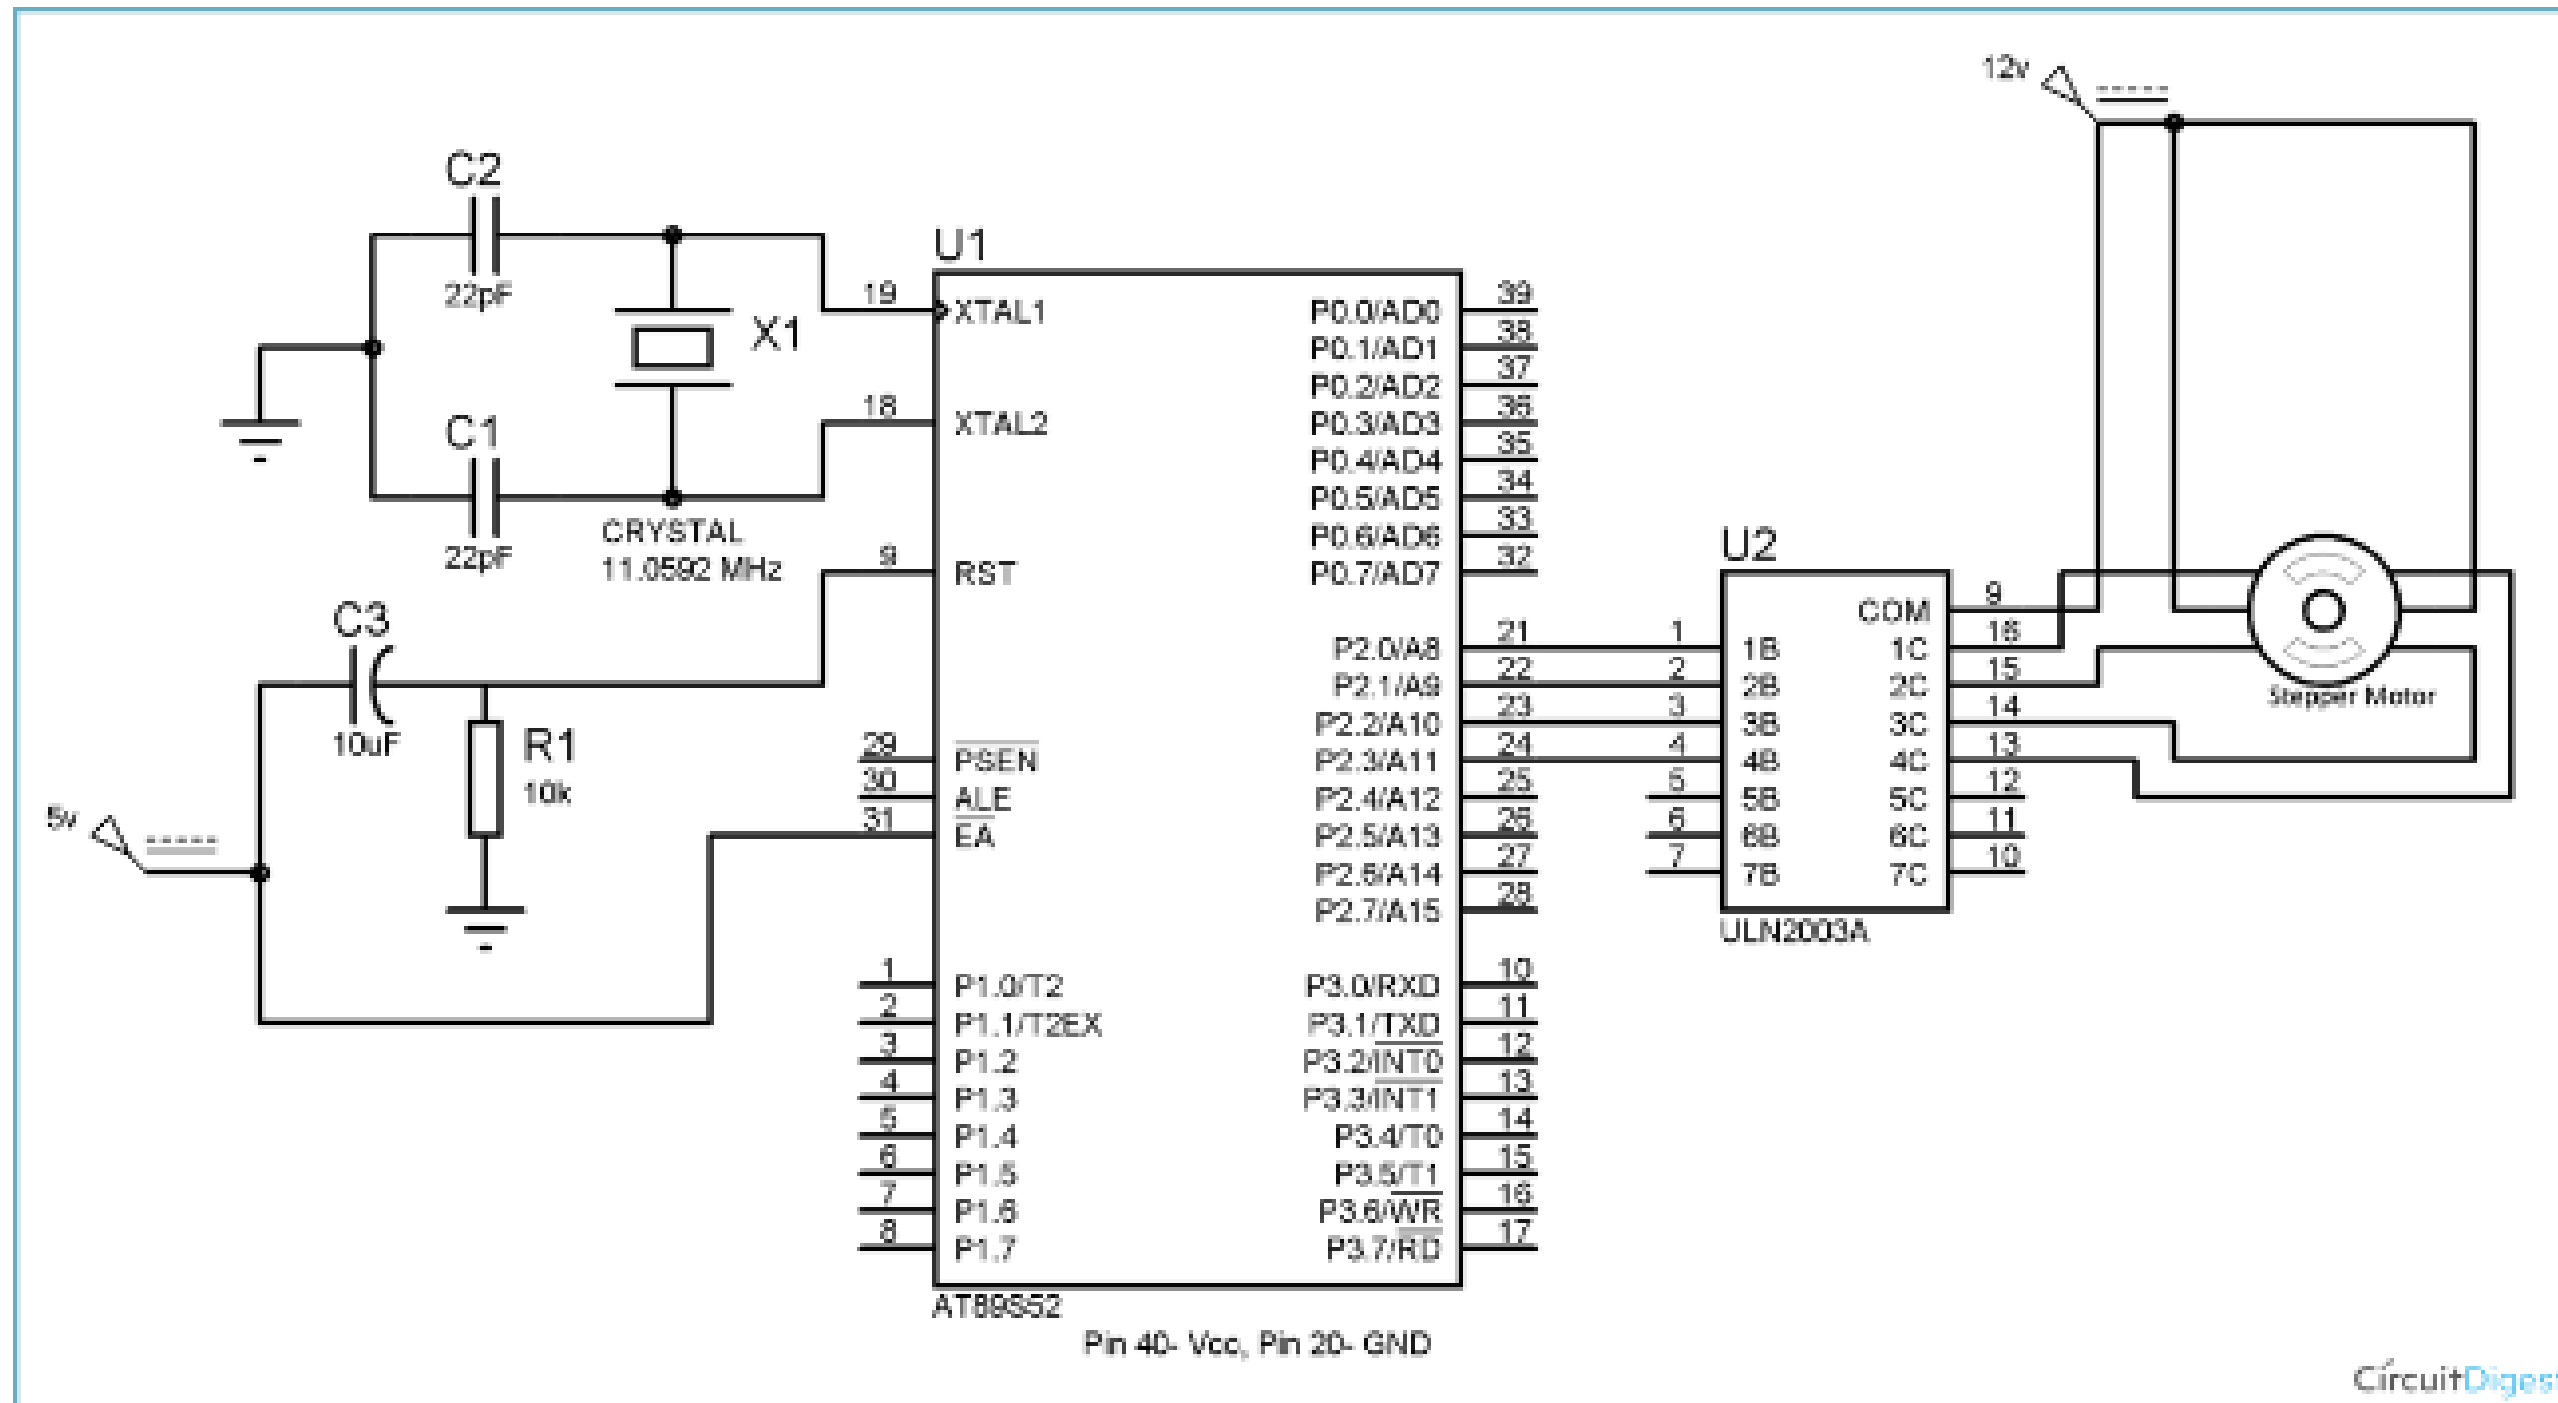 12v
C2
22pF
X1
C1
22pF
CRYSTAL
11.0592 MHz
C3
10uF
R1
10k
5v
U1
19 XTAL1
18 XTAL2
9 RST
29 PSEN
30 ALE
31 EA
1 P1.0/T2
2 P1.1/T2EX
3 P1.2
4 P1.3
5 P1.4
6 P1.5
7 P1.6
8 P1.7
P0.0/AD0 39
P0.1/AD1 38
P0.2/AD2 37
P0.3/AD3 36
P0.4/AD4 35
P0.5/AD5 34
P0.6/AD6 33
P0.7/AD7 32
P2.0/A8 21
P2.1/A9 22
P2.2/A10 23
P2.3/A11 24
P2.4/A12 25
P2.5/A13 26
P2.6/A14 27
P2.7/A15 28
P3.0/RXD 10
P3.1/TXD 11
P3.2/INT0 12
P3.3/INT1 13
P3.4/T0 14
P3.5/T1 15
P3.6/WR 16
P3.7/RD 17
AT89S52
Pin 40- Vcc, Pin 20- GND
U2
COM 9
1 1B 1C 16
2 2B 2C 15
3 3B 3C 14
4 4B 4C 13
5 5B 5C 12
6 6B 6C 11
7 7B 7C 10
ULN2003A
Stepper Motor
CircuitDiges